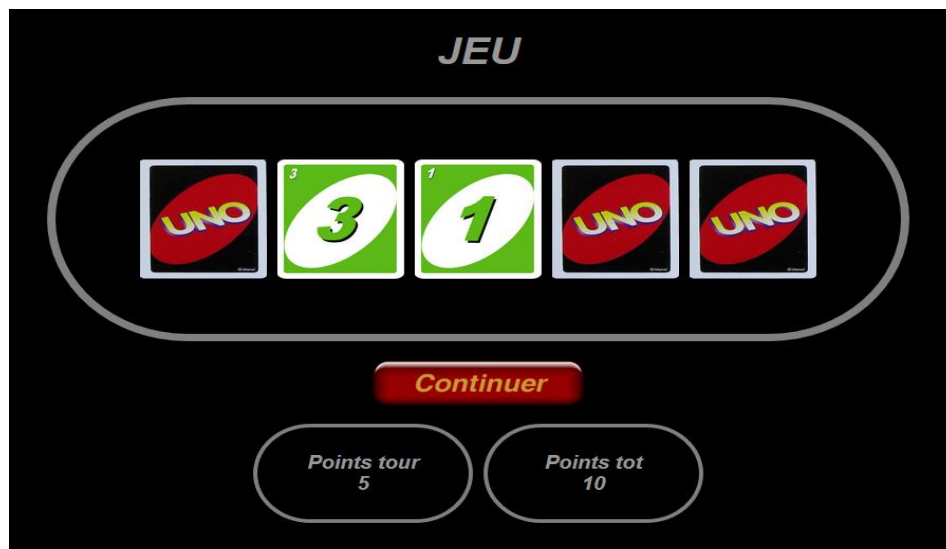 JEU
UNO
3
3
1
1
UNO
UNO
Continuer
Points tour
5
Points tot
10